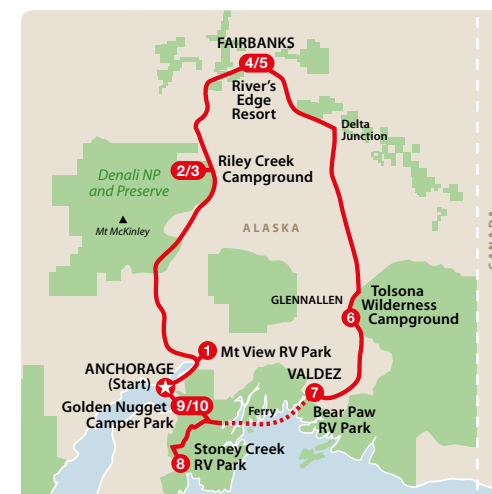 FAIRBANKS
4/5
River's
Edge
Resort
Delta
Junction
2/3
Riley Creek
Campground
Denali NP
and Preserve
Mt McKinley
ALASKA
CANADA
GLENNALLEN
Tolsona
Wilderness
Campground
6
1
Mt View RV Park
ANCHORAGE
(Start)
VALDEZ
7
9/10
Golden Nugget
Camper Park
Ferry
Bear Paw
RV Park
Stoney Creek
RV Park
8